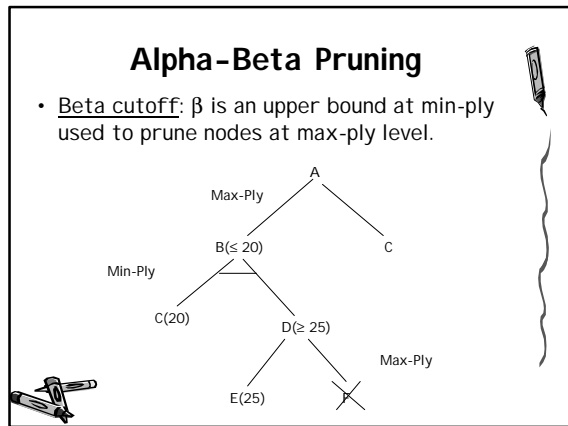 Alpha-Beta Pruning
• Beta cutoff: β is an upper bound at min-ply
used to prune nodes at max-ply level.
A
Max-Ply
B(≤ 20)
C
Min-Ply
C(20)
D(≥ 25)
Max-Ply
E(25)
F